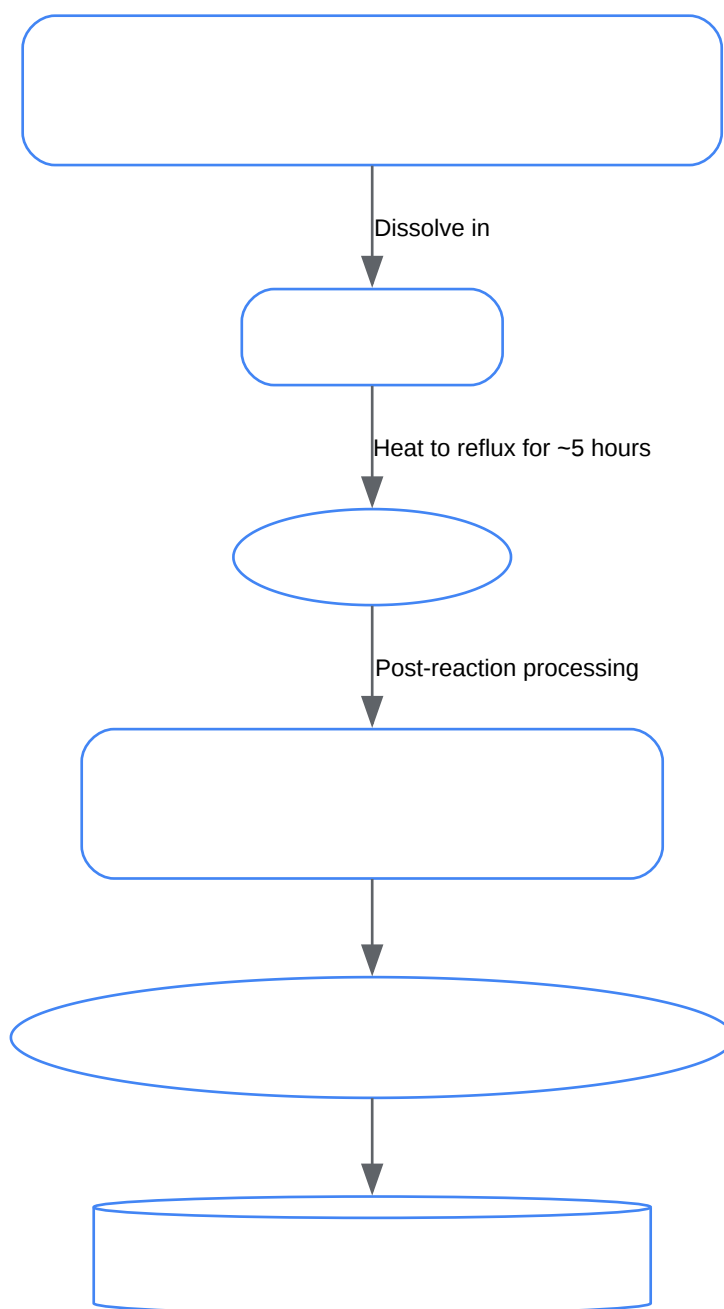 Dissolve in
Heat to reflux for ~5 hours
Post-reaction processing